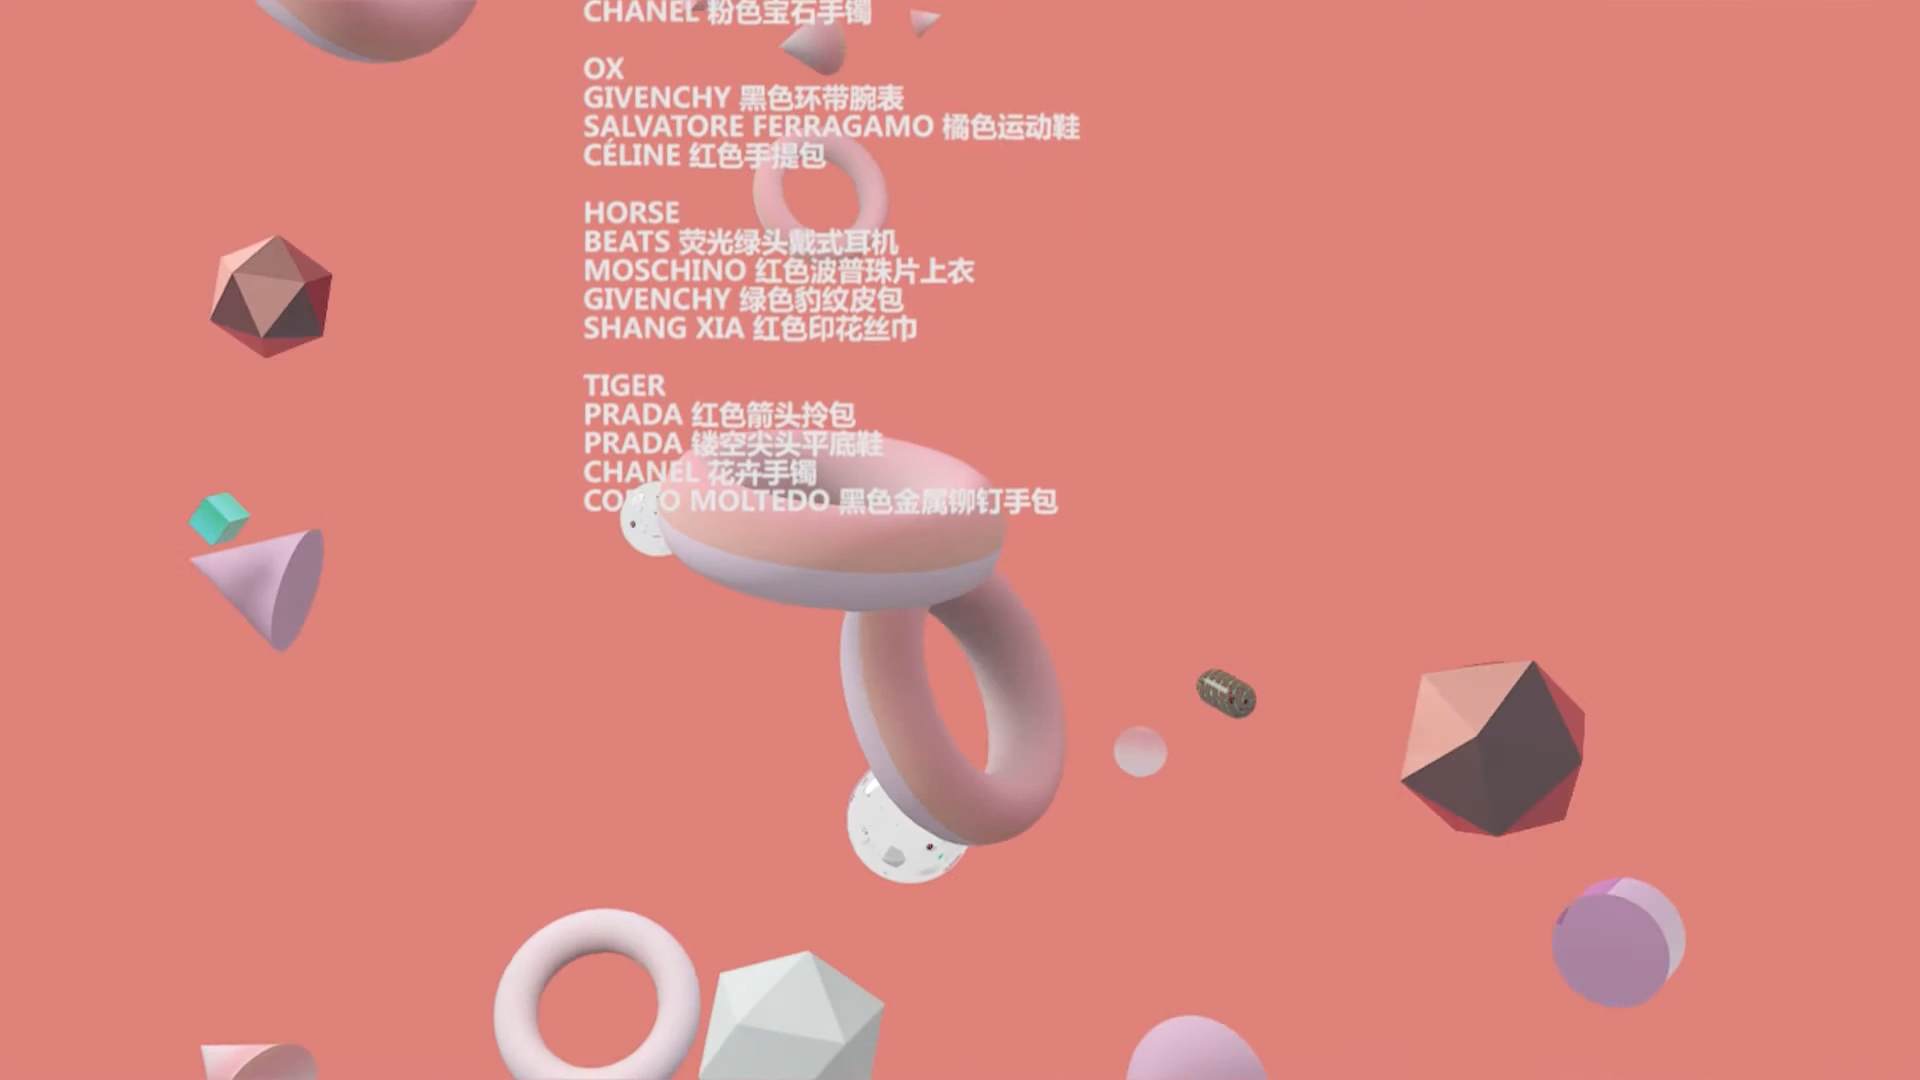 CHANEL 粉色宝石手镯
OX
GIVENCHY 黑色环带腕表
SALVATORE FERRAGAMO 橘色运动鞋
CÉLINE 红色手提包
HORSE
BEATS 荧光绿头戴式耳机
MOSCHINO 红色波普珠片上衣
GIVENCHY 绿色豹纹皮包
SHANG XIA 红色印花丝巾
TIGER
PRADA 红色箭头拎包
PRADA 镂空尖头平底鞋
CHANEL 花卉手镯
MOLTEDO 黑色金属铆钉手包